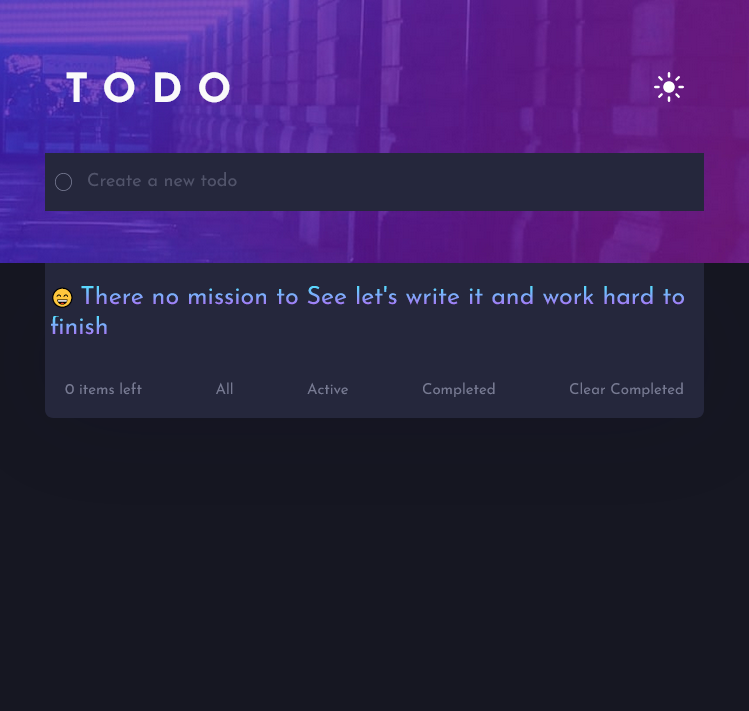 TODO
Create a new todo
😄 There no mission to See let's write it and work hard to
finish
0 items left All Active Completed Clear Completed